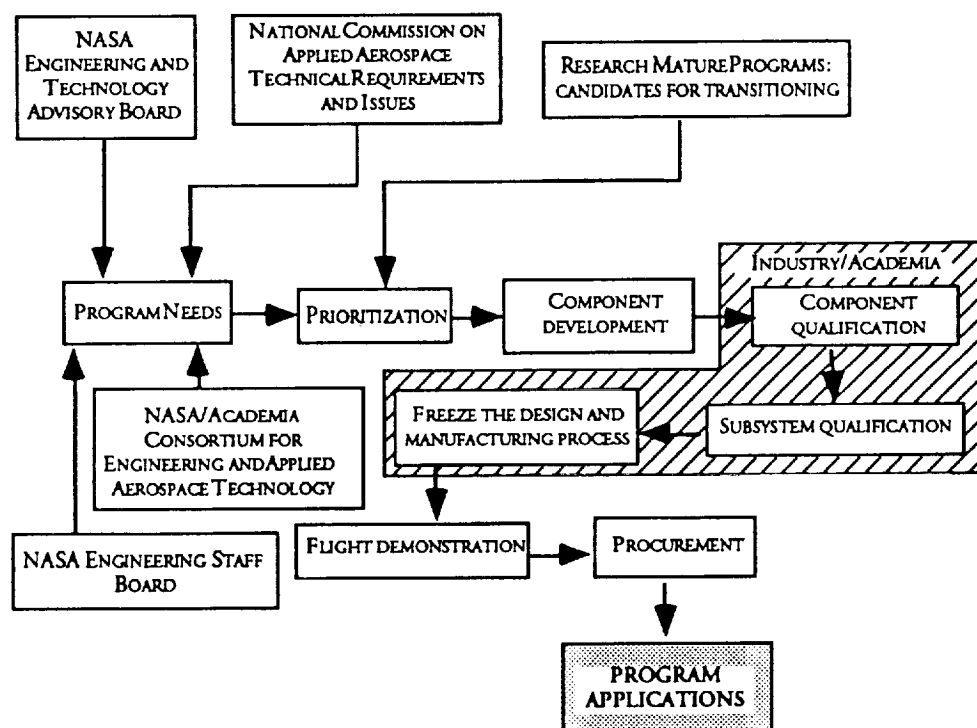 NASA
ENGINEERING AND
TECHNOLOGY
ADVISORY BOARD
NATIONAL COMMISSION ON
APPLIED AEROSPACE
TECHNICAL REQUIREMENTS
AND ISSUES
RESEARCH MATURE PROGRAMS:
CANDIDATES FOR TRANSITIONING
INDUSTRY/ACADEMIA
PROGRAM NEEDS
PRIORITIZATION
COMPONENT
DEVELOPMENT
COMPONENT
QUALIFICATION
NASA/ACADEMIA
CONSORTIUM FOR
ENGINEERING AND APPLIED
AEROSPACE TECHNOLOGY
FREEZE THE DESIGN AND
MANUFACTURING PROCESS
SUBSYSTEM QUALIFICATION
NASA ENGINEERING STAFF
BOARD
FLIGHT DEMONSTRATION
PROCUREMENT
PROGRAM
APPLICATIONS